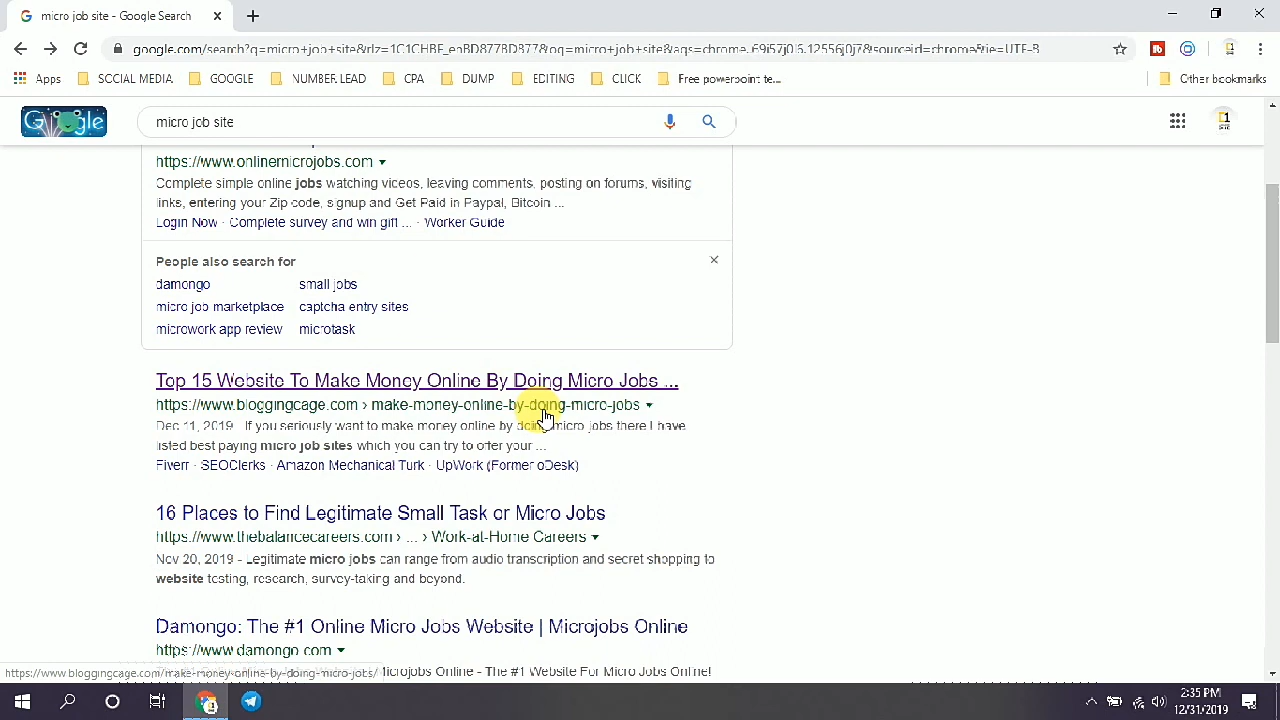 micro job site - Google Search
google.com/search?q=micro+job+site&rlz=1C1CHBF_enBD877BD877&oq=micro+job+site&aqs=chrome..69i57j0l6.12556j0j7&sourceid=chrome&ie=UTF-8
Apps SOCIAL MEDIA GOOGLE NUMBER LEAD CPA DUMP EDITING CLICK Free powerpoint te... Other bookmarks
Google micro job site
https://www.onlinemicrojobs.com
Complete simple online jobs watching videos, leaving comments, posting on forums, visiting
links, entering your Zip code, signup and Get Paid in Paypal, Bitcoin ...
Login Now · Complete survey and win gift ... · Worker Guide
People also search for
damongo small jobs
micro job marketplace captcha entry sites
microwork app review microtask
Top 15 Website To Make Money Online By Doing Micro Jobs ...
https://www.bloggingcage.com › make-money-online-by-doing-micro-jobs
Dec 11, 2019 - If you seriously want to make money online by doing micro jobs there I have
listed best paying micro job sites which you can try to offer your ...
Fiverr · SEOClerks · Amazon Mechanical Turk · UpWork (Former oDesk)
16 Places to Find Legitimate Small Task or Micro Jobs
https://www.thebalancecareers.com › ... › Work-at-Home Careers
Nov 20, 2019 - Legitimate micro jobs can range from audio transcription and secret shopping to
website testing, research, survey-taking and beyond.
Damongo: The #1 Online Micro Jobs Website | Microjobs Online
https://www.damongo.com
https://www.bloggingcage.com/make-money-online-by-doing-micro-jobs/ Microjobs Online - The #1 Website For Micro Jobs Online!
2:35 PM
12/31/2019